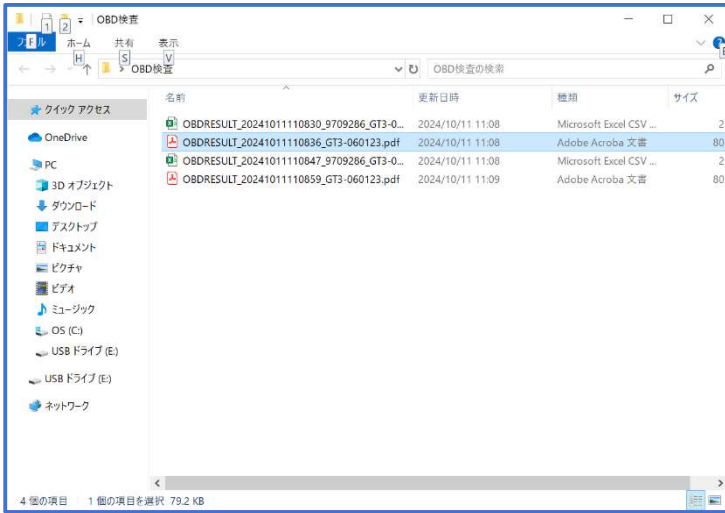 OBD検査
1 2
ファイル ホーム 共有 表示
F H S V
OBD検査 OBD検査の検索
名前 更新日時 種類 サイズ
クイック アクセス
OneDrive
PC
3D オブジェクト
ダウンロード
デスクトップ
ドキュメント
ピクチャ
ビデオ
ミュージック
OS (C:)
USB ドライブ (E:)
USB ドライブ (E:)
ネットワーク
OBDRESULT_20241011110830_9709286_GT3-0... 2024/10/11 11:08 Microsoft Excel CSV ... 2
OBDRESULT_20241011110836_GT3-060123.pdf 2024/10/11 11:08 Adobe Acroba 文書 80
OBDRESULT_20241011110847_9709286_GT3-0... 2024/10/11 11:08 Microsoft Excel CSV ... 2
OBDRESULT_20241011110859_GT3-060123.pdf 2024/10/11 11:09 Adobe Acroba 文書 80
4 個の項目 1 個の項目を選択 79.2 KB